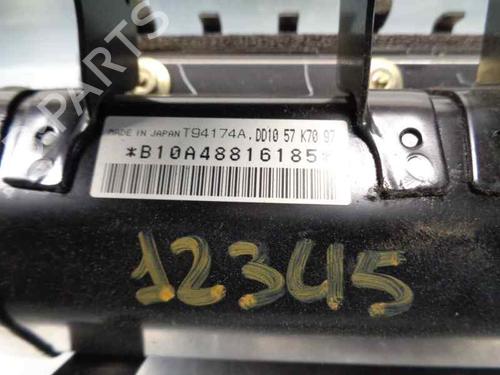 MADE IN JAPAN T94174A. DD10 57 K70 97
*B10A48816185*
12345
PARTS